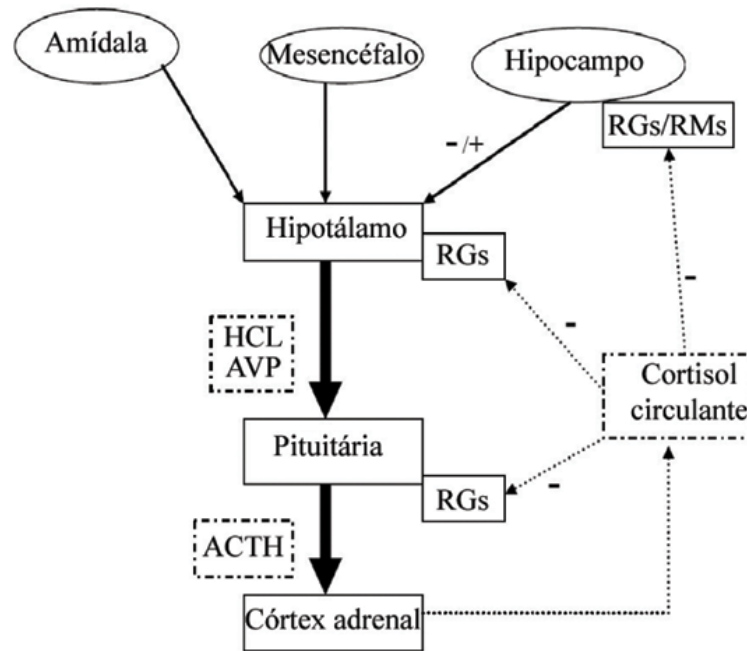 Amídala
Mesencéfalo
Hipocampo
RGs/RMs
- /+
Hipotálamo
RGs
-
-
HCL
AVP
Cortisol
circulante
Pituitária
RGs
-
ACTH
Córtex adrenal